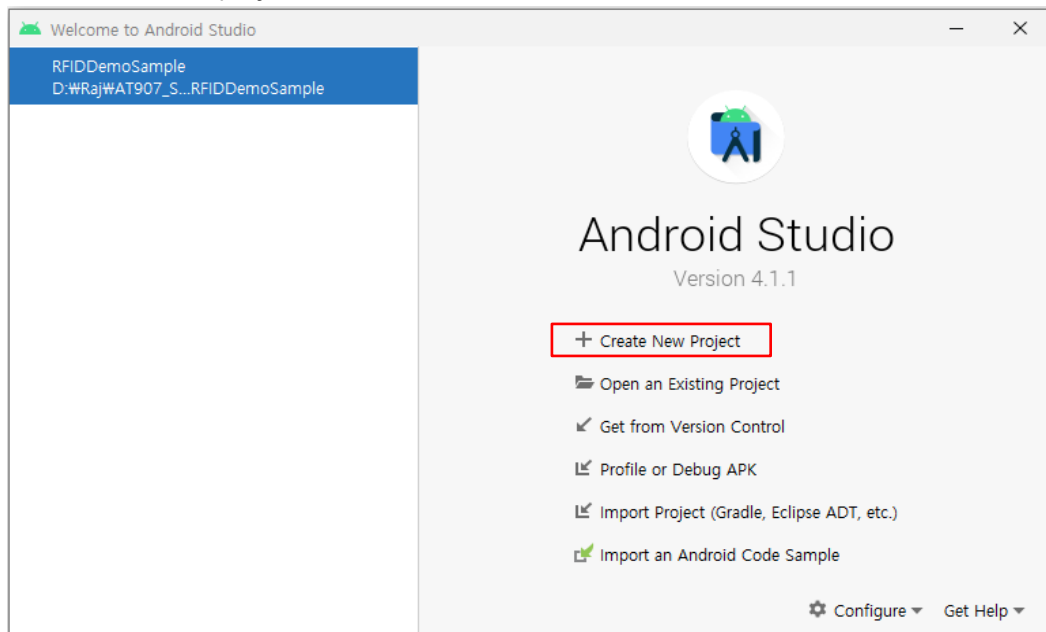 Welcome to Android Studio
RFIDDemoSample
D:₩Raj₩AT907_S...RFIDDemoSample
Android Studio
Version 4.1.1
Create New Project
Open an Existing Project
Get from Version Control
Profile or Debug APK
Import Project (Gradle, Eclipse ADT, etc.)
Import an Android Code Sample
Configure
Get Help